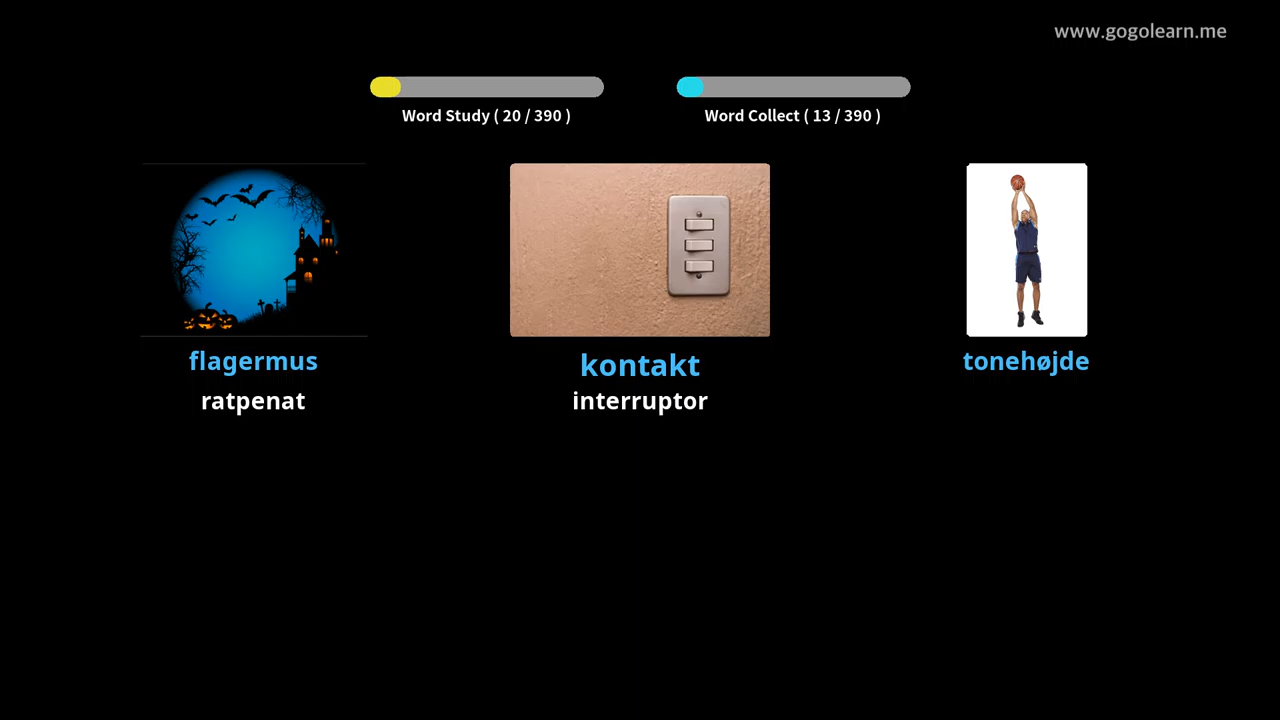 www.gogolearn.me
Word Study ( 20 / 390 )
Word Collect ( 13 / 390 )
flagermus
kontakt
tonehøjde
ratpenat
interruptor